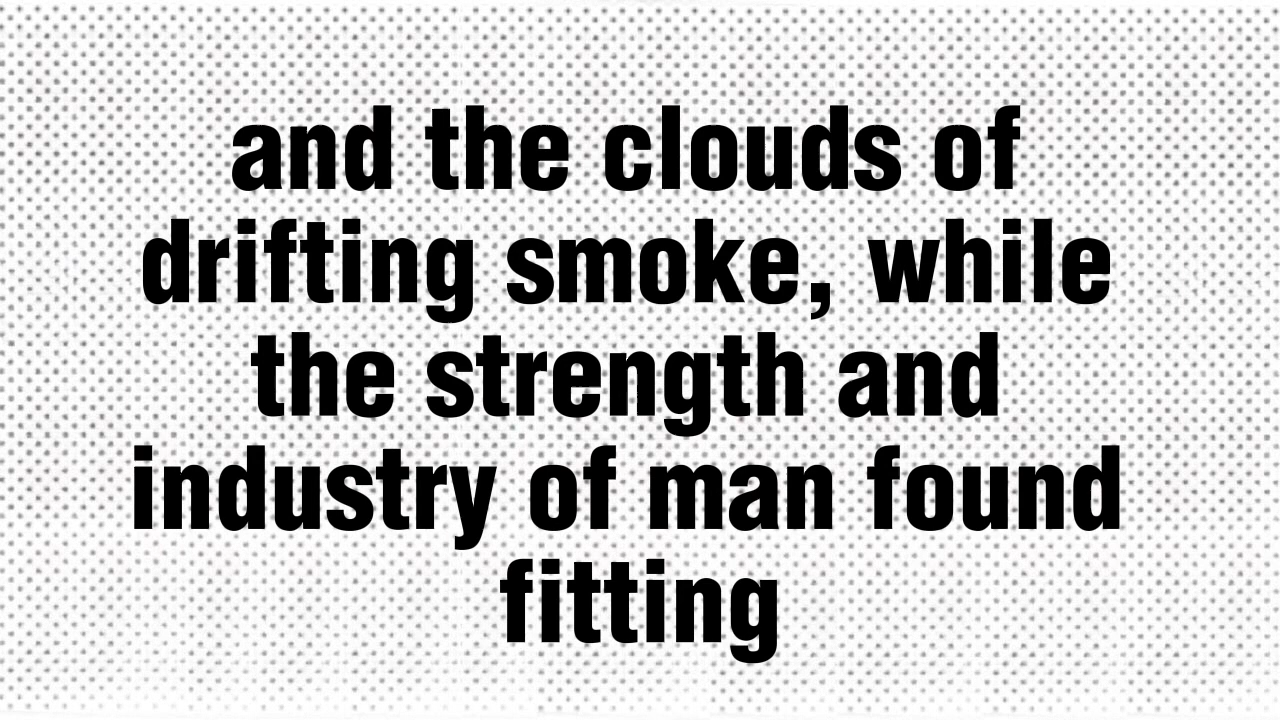 and the clouds of
drifting smoke, while
the strength and
industry of man found
fitting